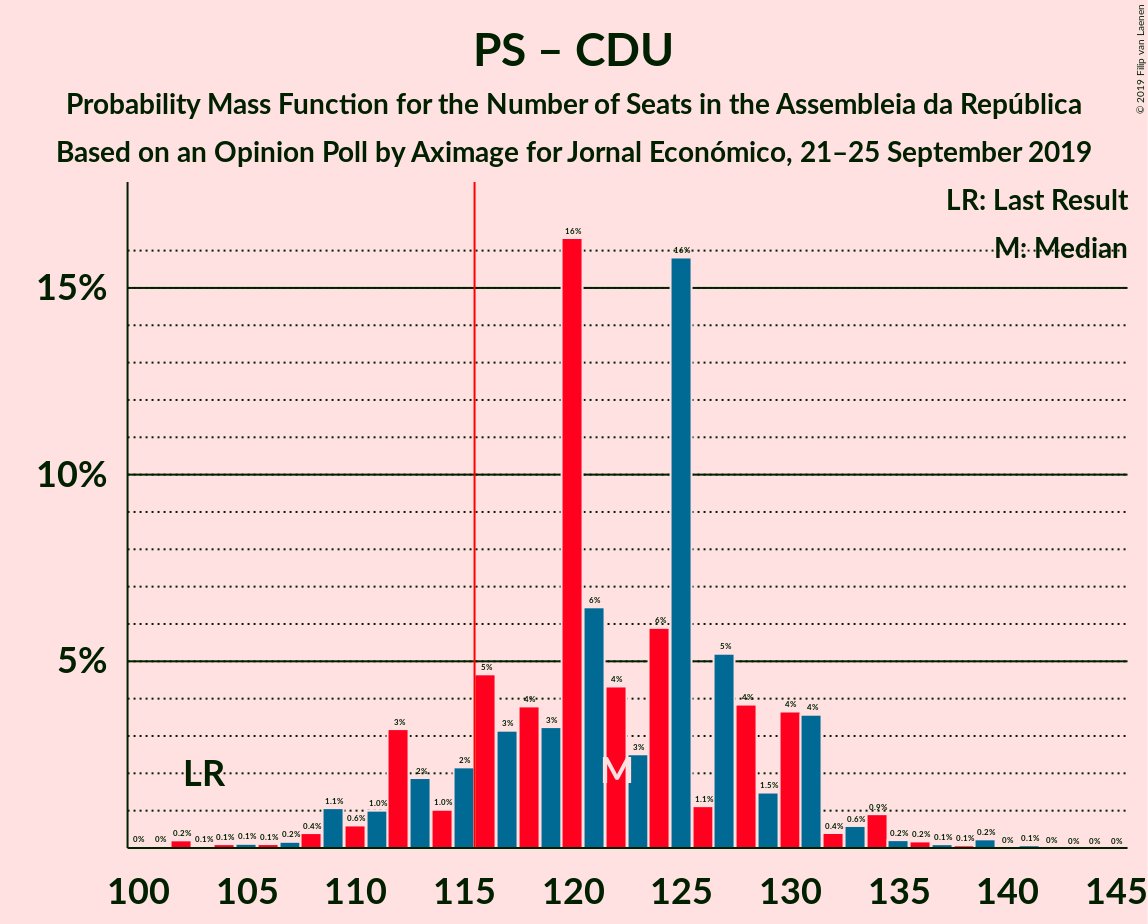 PS – CDU
Probability Mass Function for the Number of Seats in the Assembleia da República
Based on an Opinion Poll by Aximage for Jornal Económico, 21–25 September 2019
© 2019 Filip van Laenen
LR: Last Result
M: Median
15%
10%
5%
0% 0% 0.2% 0.1% 0.1% 0.1% 0.1% 0.2% 0.4% 1.1% 0.6% 1.0% 3% 2% 1.0% 2% 5% 3% 4% 3% 16% 6% 4% 3% 6% 16% 1.1% 5% 4% 1.5% 4% 4% 0.4% 0.6% 0.9% 0.2% 0.2% 0.1% 0.1% 0.2% 0% 0.1% 0% 0% 0% 0%
LR
M
100 105 110 115 120 125 130 135 140 145